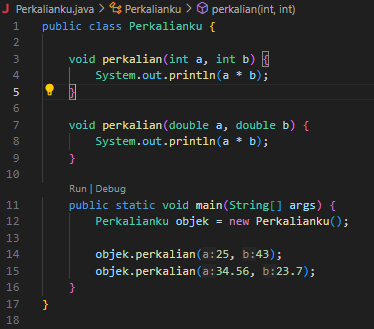 J Perkalianku.java > Perkalianku > perkalian(int, int)
1 public class Perkalianku {
2
3 void perkalian(int a, int b) {
4 System.out.println(a * b);
5 }
6
7 void perkalian(double a, double b) {
8 System.out.println(a * b);
9 }
10
Run | Debug
11 public static void main(String[] args) {
12 Perkalianku objek = new Perkalianku();
13
14 objek.perkalian(a:25, b:43);
15 objek.perkalian(a:34.56, b:23.7);
16 }
17 }
18